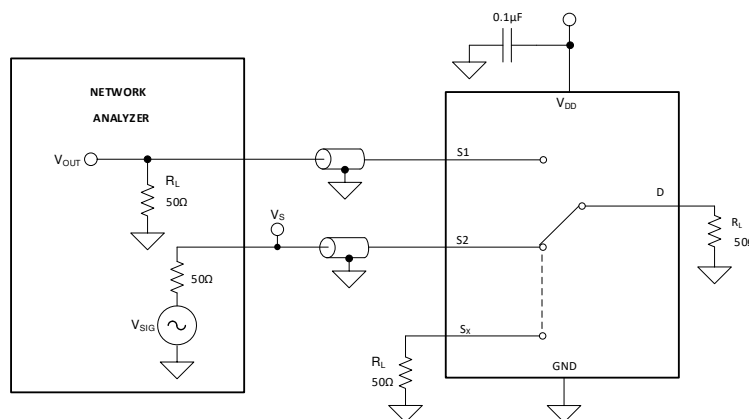 0.1µF
NETWORK
ANALYZER
VDD
VOUT
S1
RL
50Ω
D
VS
RL
S2
50Ω
VSIG
SX
RL
50Ω
GND